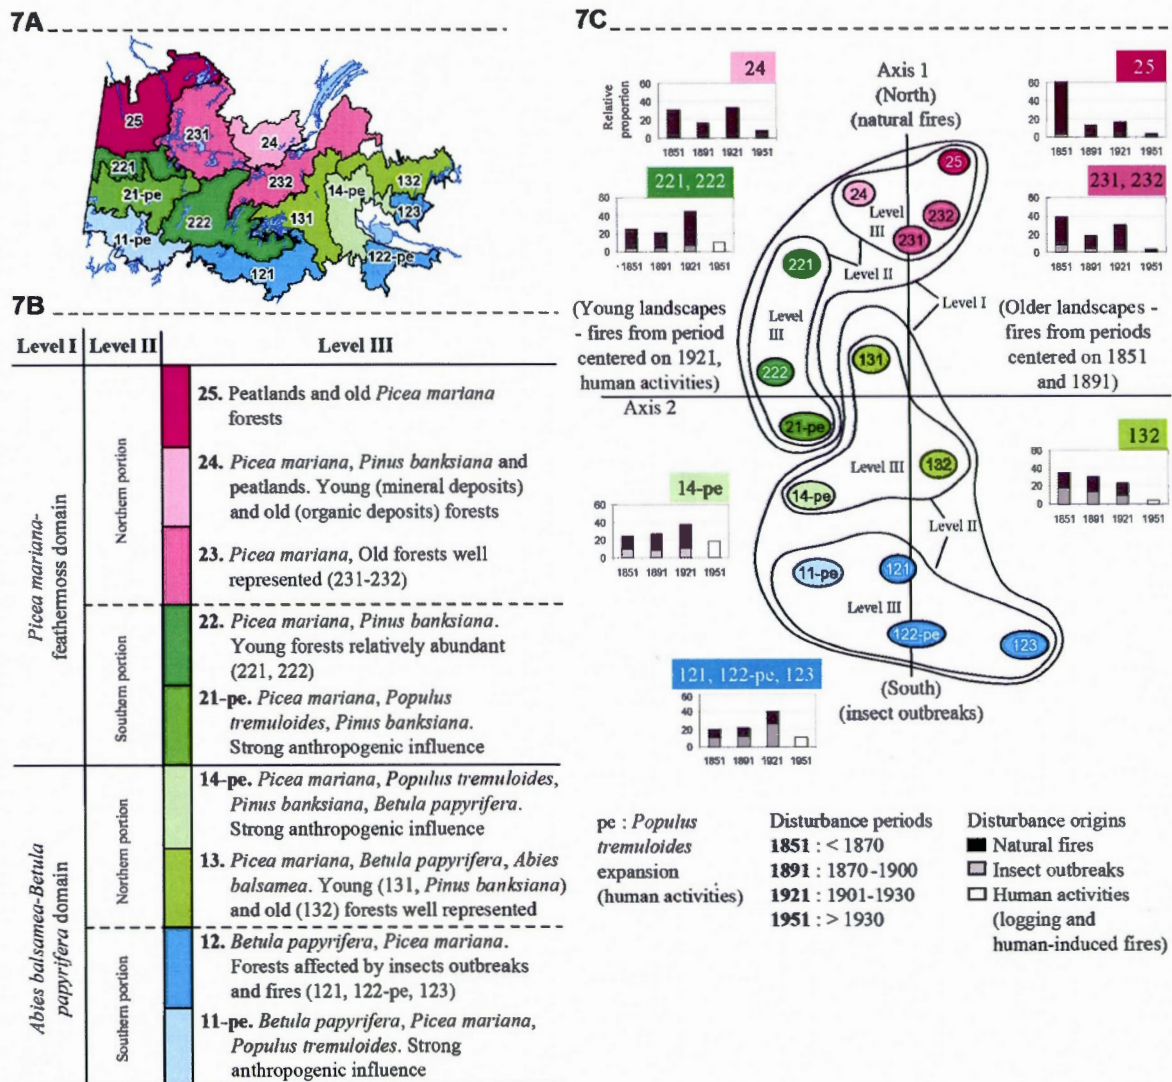 7A
25
231
24
221
21-pe
232
14-pe
132
222
131
123
11-pe
121
122-pe
7B
Level I
Level II
Level III
Picea mariana-
feathermoss domain
Northern portion
25. Peatlands and old Picea mariana
forests
24. Picea mariana, Pinus banksiana and
peatlands. Young (mineral deposits)
and old (organic deposits) forests
23. Picea mariana, Old forests well
represented (231-232)
Southern portion
22. Picea mariana, Pinus banksiana.
Young forests relatively abundant
(221, 222)
21-pe. Picea mariana, Populus
tremuloides, Pinus banksiana.
Strong anthropogenic influence
Abies balsamea-Betula
papyrifera domain
Northern portion
14-pe. Picea mariana, Populus tremuloides,
Pinus banksiana, Betula papyrifera.
Strong anthropogenic influence
13. Picea mariana, Betula papyrifera, Abies
balsamea. Young (131, Pinus banksiana)
and old (132) forests well represented
Southern portion
12. Betula papyrifera, Picea mariana.
Forests affected by insects outbreaks
and fires (121, 122-pe, 123)
11-pe. Betula papyrifera, Picea mariana,
Populus tremuloides. Strong
anthropogenic influence
7C
24
Relative
proportion
60
40
20
0
1851 1891 1921 1951
Axis 1
(North)
(natural fires)
25
60
40
20
0
1851 1891 1921 1951
221, 222
60
40
20
0
1851 1891 1921 1951
231, 232
60
40
20
0
1851 1891 1921 1951
25
24
Level
III
232
231
221
Level II
Level I
(Young landscapes
- fires from period
centered on 1921,
human activities)
Axis 2
Level
III
(Older landscapes -
fires from periods
centered on 1851
and 1891)
131
222
21-pe
Level III
132
14-pe
Level II
14-pe
60
40
20
0
1851 1891 1921 1951
132
60
40
20
0
1851 1891 1921 1951
11-pe
121
Level III
122-pe
123
121, 122-pe, 123
60
40
20
0
1851 1891 1921 1951
(South)
(insect outbreaks)
pe : Populus
tremuloides
expansion
(human activities)
Disturbance periods
1851 : < 1870
1891 : 1870-1900
1921 : 1901-1930
1951 : > 1930
Disturbance origins
Natural fires
Insect outbreaks
Human activities
(logging and
human-induced fires)